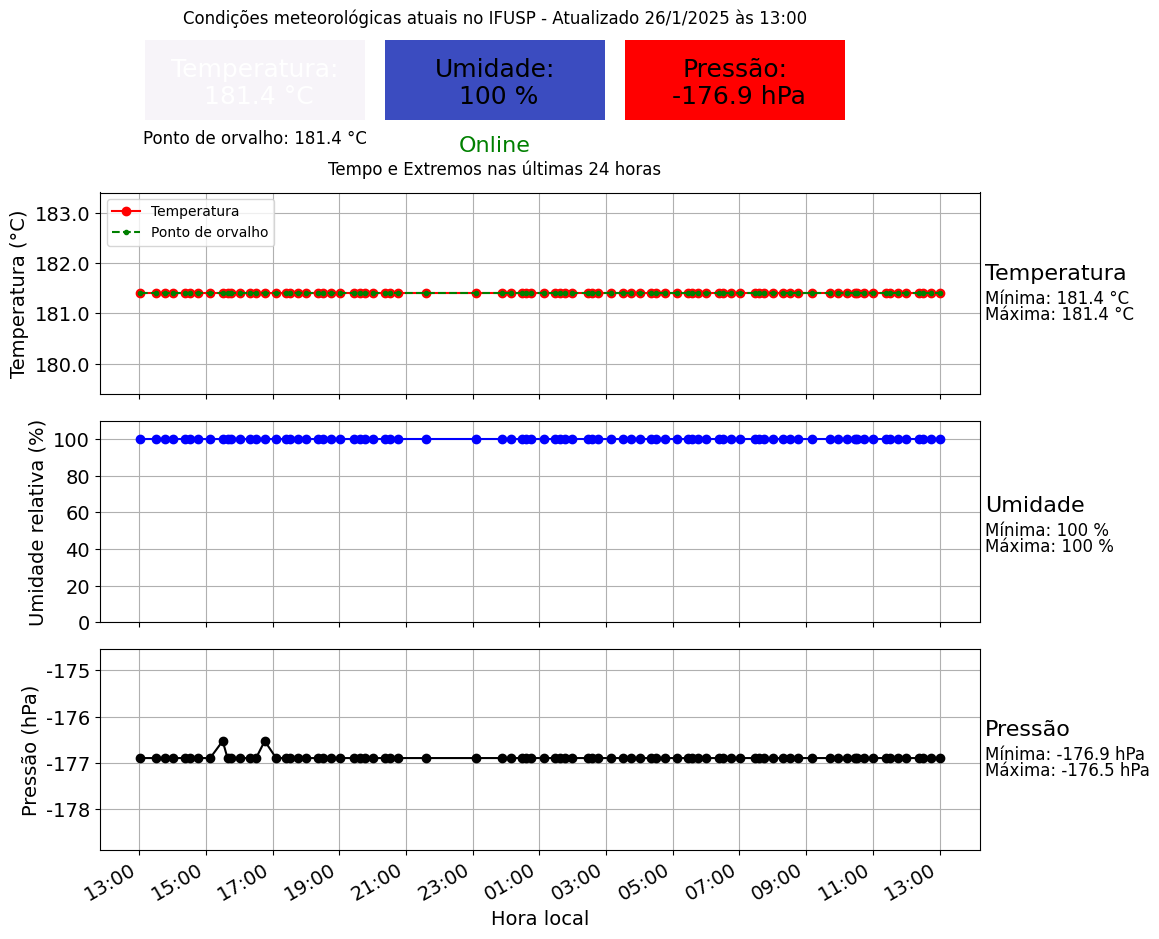 Condições meteorológicas atuais no IFUSP - Atualizado 26/1/2025 às 13:00
Temperatura:
181.4 °C
Umidade:
100 %
Pressão:
-176.9 hPa
Ponto de orvalho: 181.4 °C
Online
Tempo e Extremos nas últimas 24 horas
Temperatura (°C)
183.0
182.0
181.0
180.0
Temperatura
Ponto de orvalho
Temperatura
Mínima: 181.4 °C
Máxima: 181.4 °C
Umidade relativa (%)
100
80
60
40
20
0
Umidade
Mínima: 100 %
Máxima: 100 %
Pressão (hPa)
-175
-176
-177
-178
Pressão
Mínima: -176.9 hPa
Máxima: -176.5 hPa
13:00
15:00
17:00
19:00
21:00
23:00
01:00
03:00
05:00
07:00
09:00
11:00
13:00
Hora local